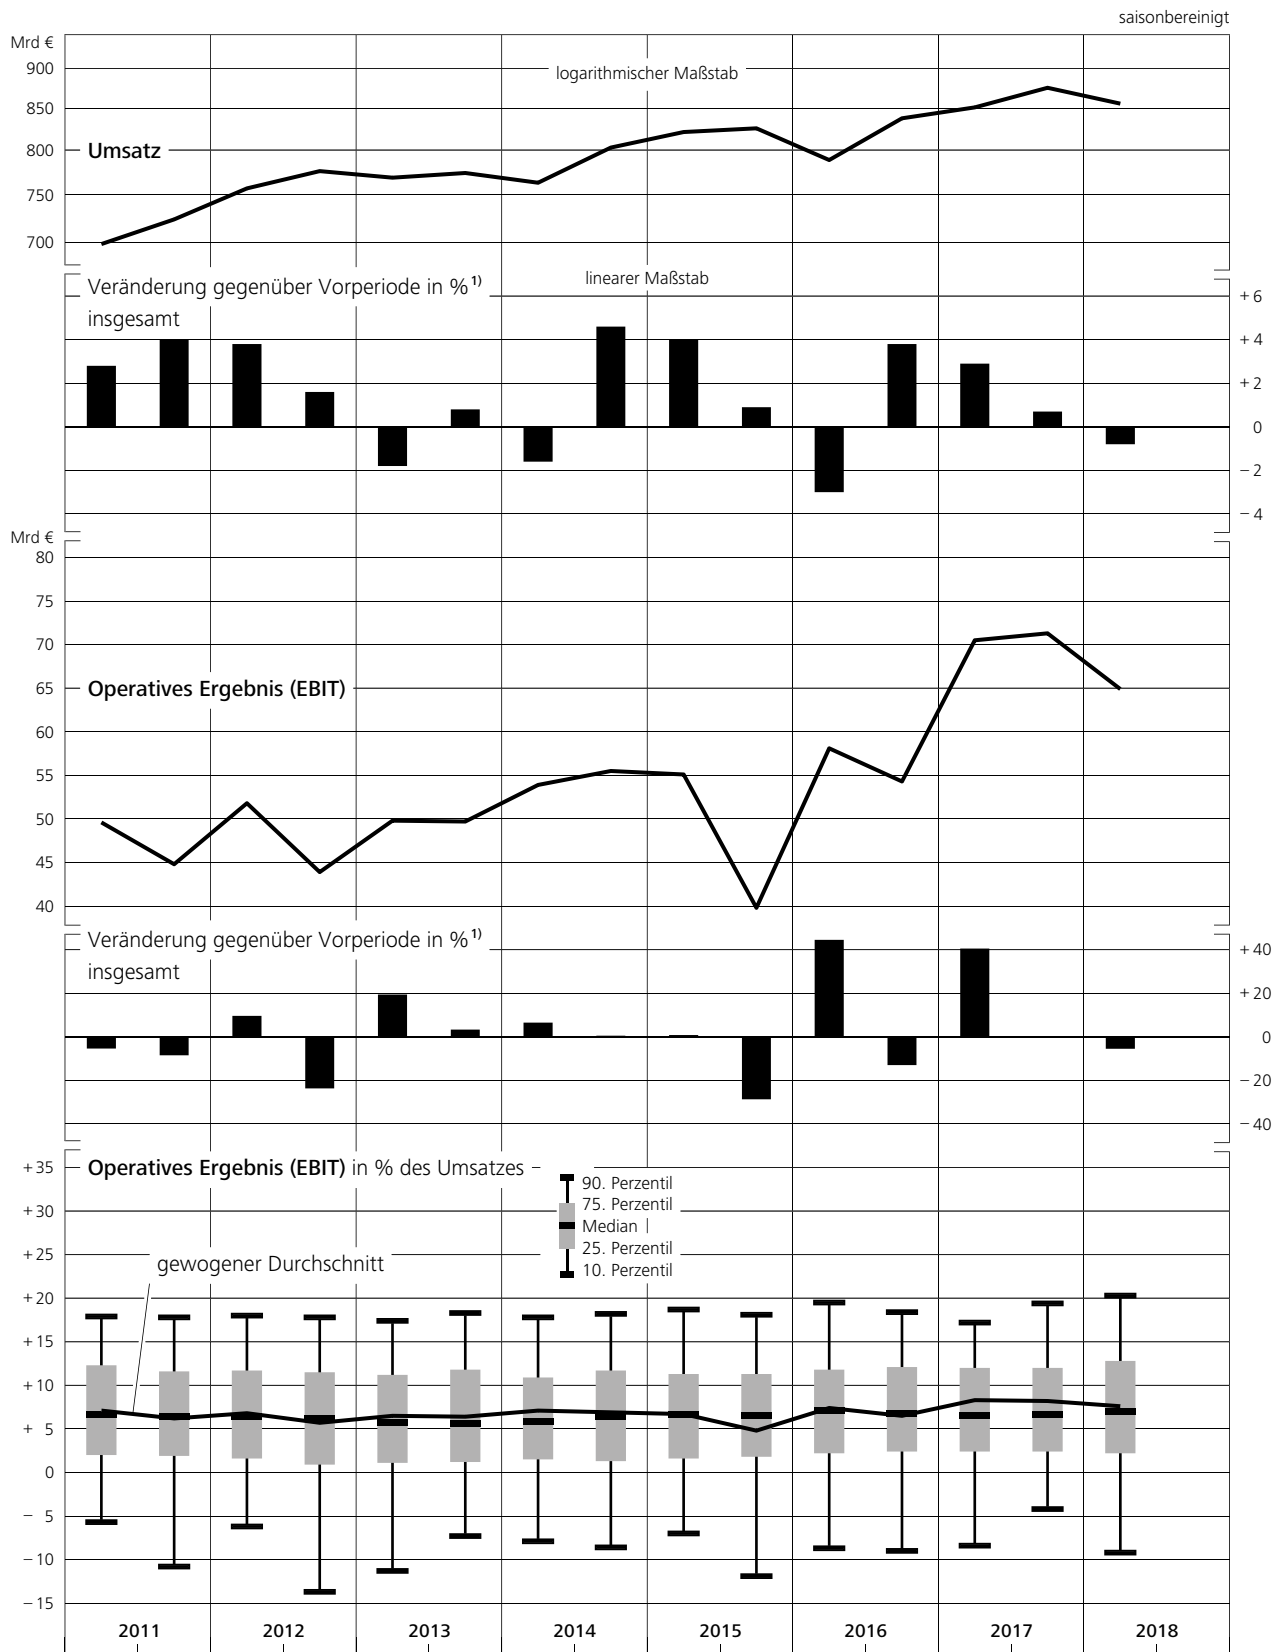 saisonbereinigt
Mrd €
900
logarithmischer Maßstab
850
800
Umsatz
750
700
Veränderung gegenüber Vorperiode in %¹⁾
linearer Maßstab
insgesamt
+ 6
+ 4
+ 2
0
− 2
− 4
Mrd €
80
75
70
65
Operatives Ergebnis (EBIT)
60
55
50
45
40
Veränderung gegenüber Vorperiode in %¹⁾
insgesamt
+ 40
+ 20
0
− 20
− 40
+ 35
Operatives Ergebnis (EBIT) in % des Umsatzes
90. Perzentil
75. Perzentil
Median
25. Perzentil
10. Perzentil
+ 30
+ 25
gewogener Durchschnitt
+ 20
+ 15
+ 10
+ 5
0
− 5
− 10
− 15
2011 2012 2013 2014 2015 2016 2017 2018